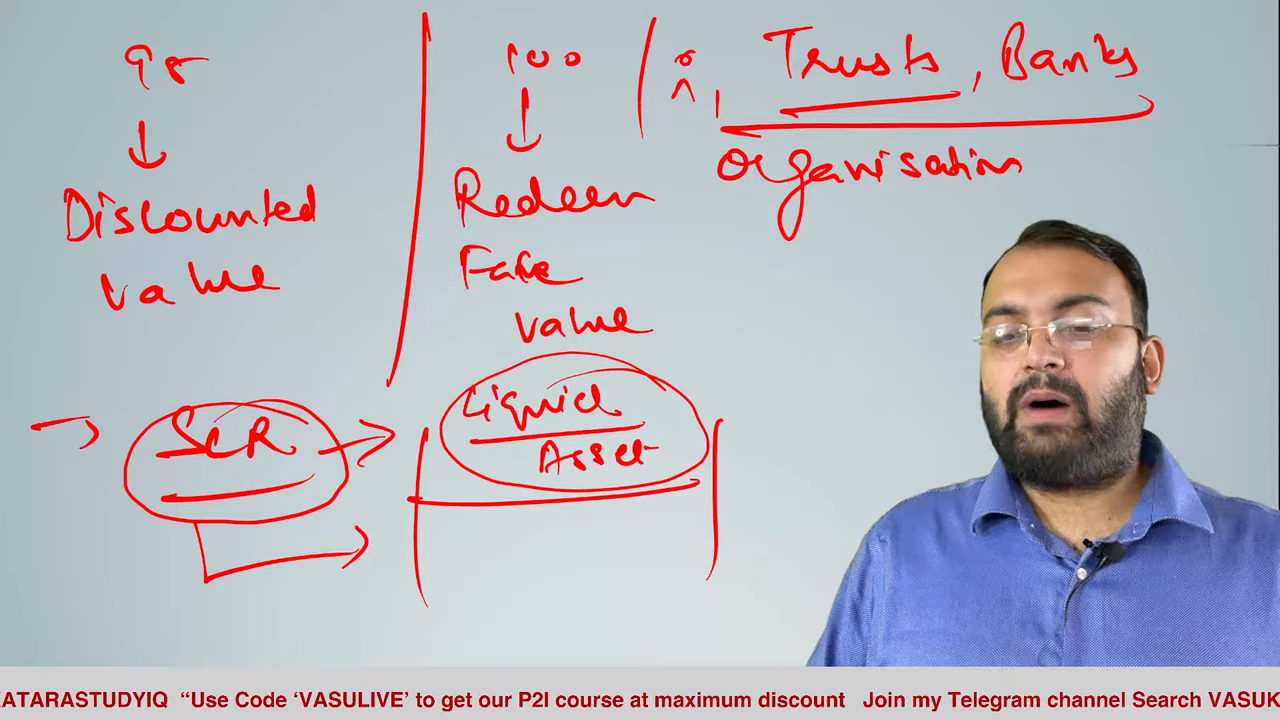 98
Discounted
value
100
Redeem
Face
value
Trusts, Banks
Organisation
→ SLR →
Liquid
Asset
ATARASTUDYIQ “Use Code ‘VASULIVE’ to get our P2I course at maximum discount Join my Telegram channel Search VASUK